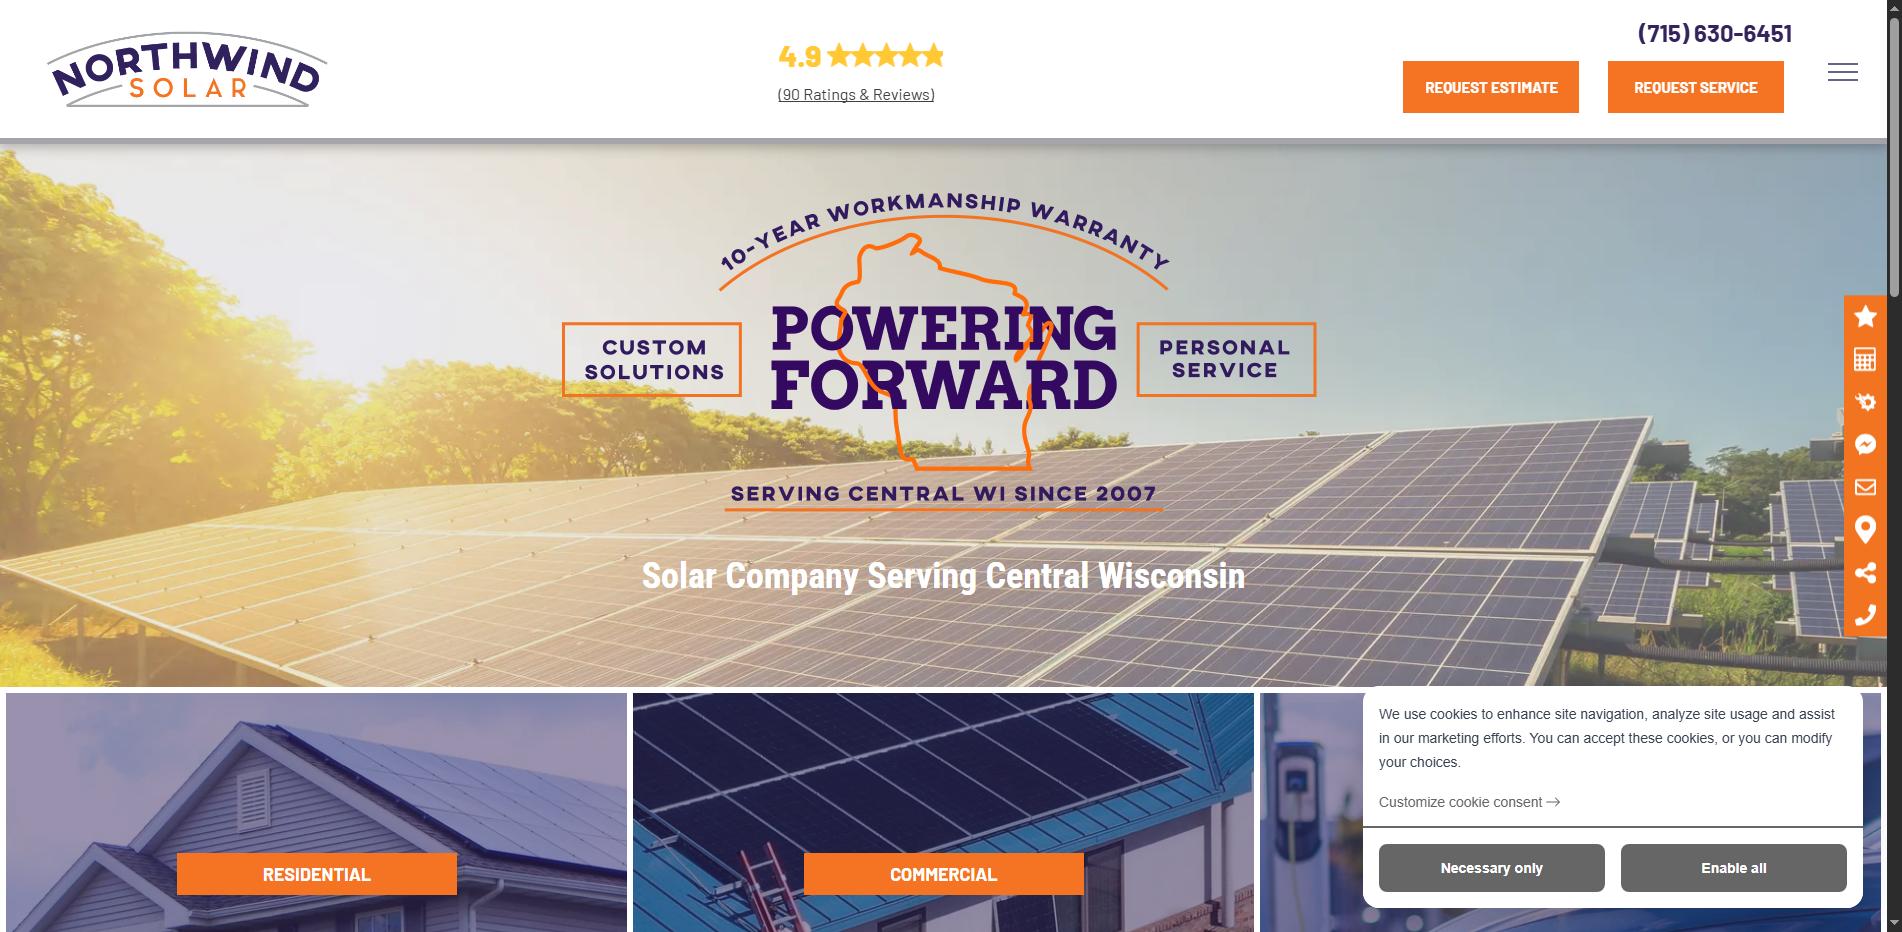 NORTHWIND
SOLAR
4.9
(90 Ratings & Reviews)
(715) 630-6451
REQUEST ESTIMATE
REQUEST SERVICE
10-YEAR WORKMANSHIP WARRANTY
CUSTOM
SOLUTIONS
POWERING
FORWARD
PERSONAL
SERVICE
SERVING CENTRAL WI SINCE 2007
Solar Company Serving Central Wisconsin
RESIDENTIAL
COMMERCIAL
We use cookies to enhance site navigation, analyze site usage and assist
in our marketing efforts. You can accept these cookies, or you can modify
your choices.
Customize cookie consent
Necessary only
Enable all